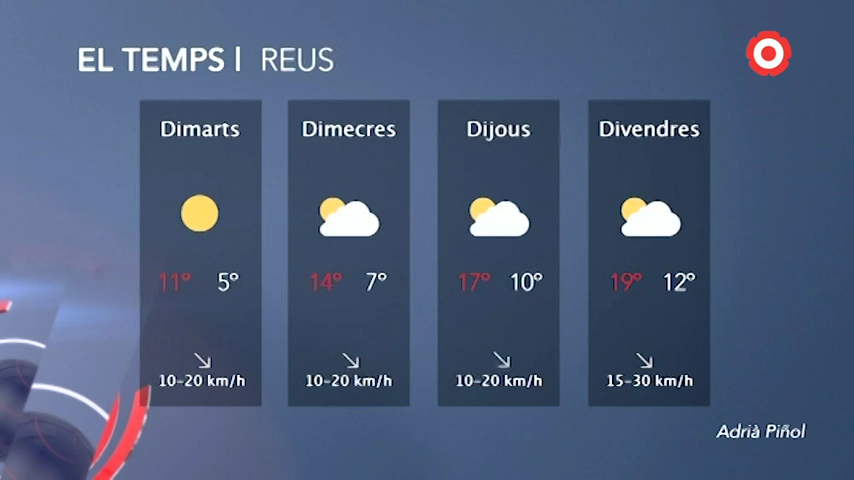 EL TEMPS | REUS
Dimarts
11° 5°
10-20 km/h
Dimecres
14° 7°
10-20 km/h
Dijous
17° 10°
10-20 km/h
Divendres
19° 12°
15-30 km/h
Adrià Piñol